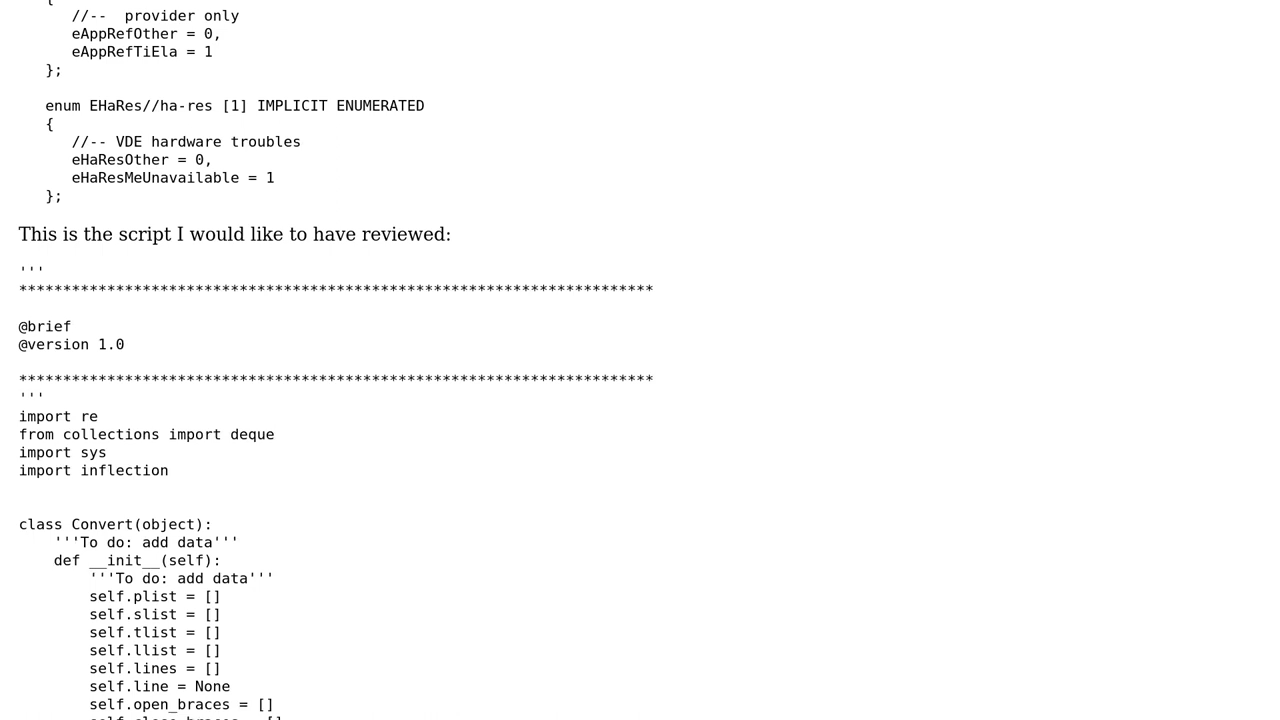 {
//--  provider only
eAppRefOther = 0,
eAppRefTiEla = 1
};
enum EHaRes//ha-res [1] IMPLICIT ENUMERATED
{
//-- VDE hardware troubles
eHaResOther = 0,
eHaResMeUnavailable = 1
};
This is the script I would like to have reviewed:
'''
************************************************************************
@brief
@version 1.0
************************************************************************
'''
import re
from collections import deque
import sys
import inflection
class Convert(object):
'''To do: add data'''
def __init__(self):
'''To do: add data'''
self.plist = []
self.slist = []
self.tlist = []
self.llist = []
self.lines = []
self.line = None
self.open_braces = []
self.close_braces = []